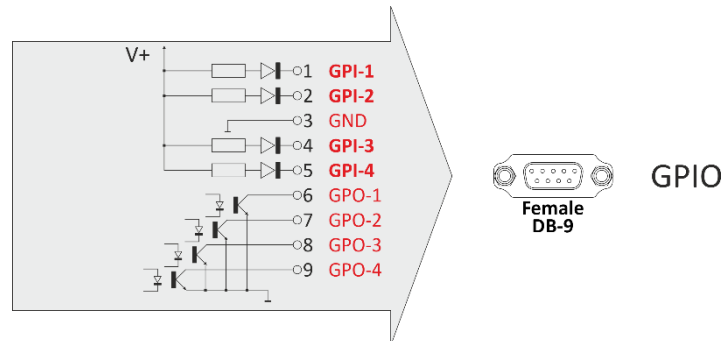 V+
1 GPI-1
2 GPI-2
3 GND
4 GPI-3
5 GPI-4
6 GPO-1
7 GPO-2
8 GPO-3
9 GPO-4
Female
DB-9
GPIO